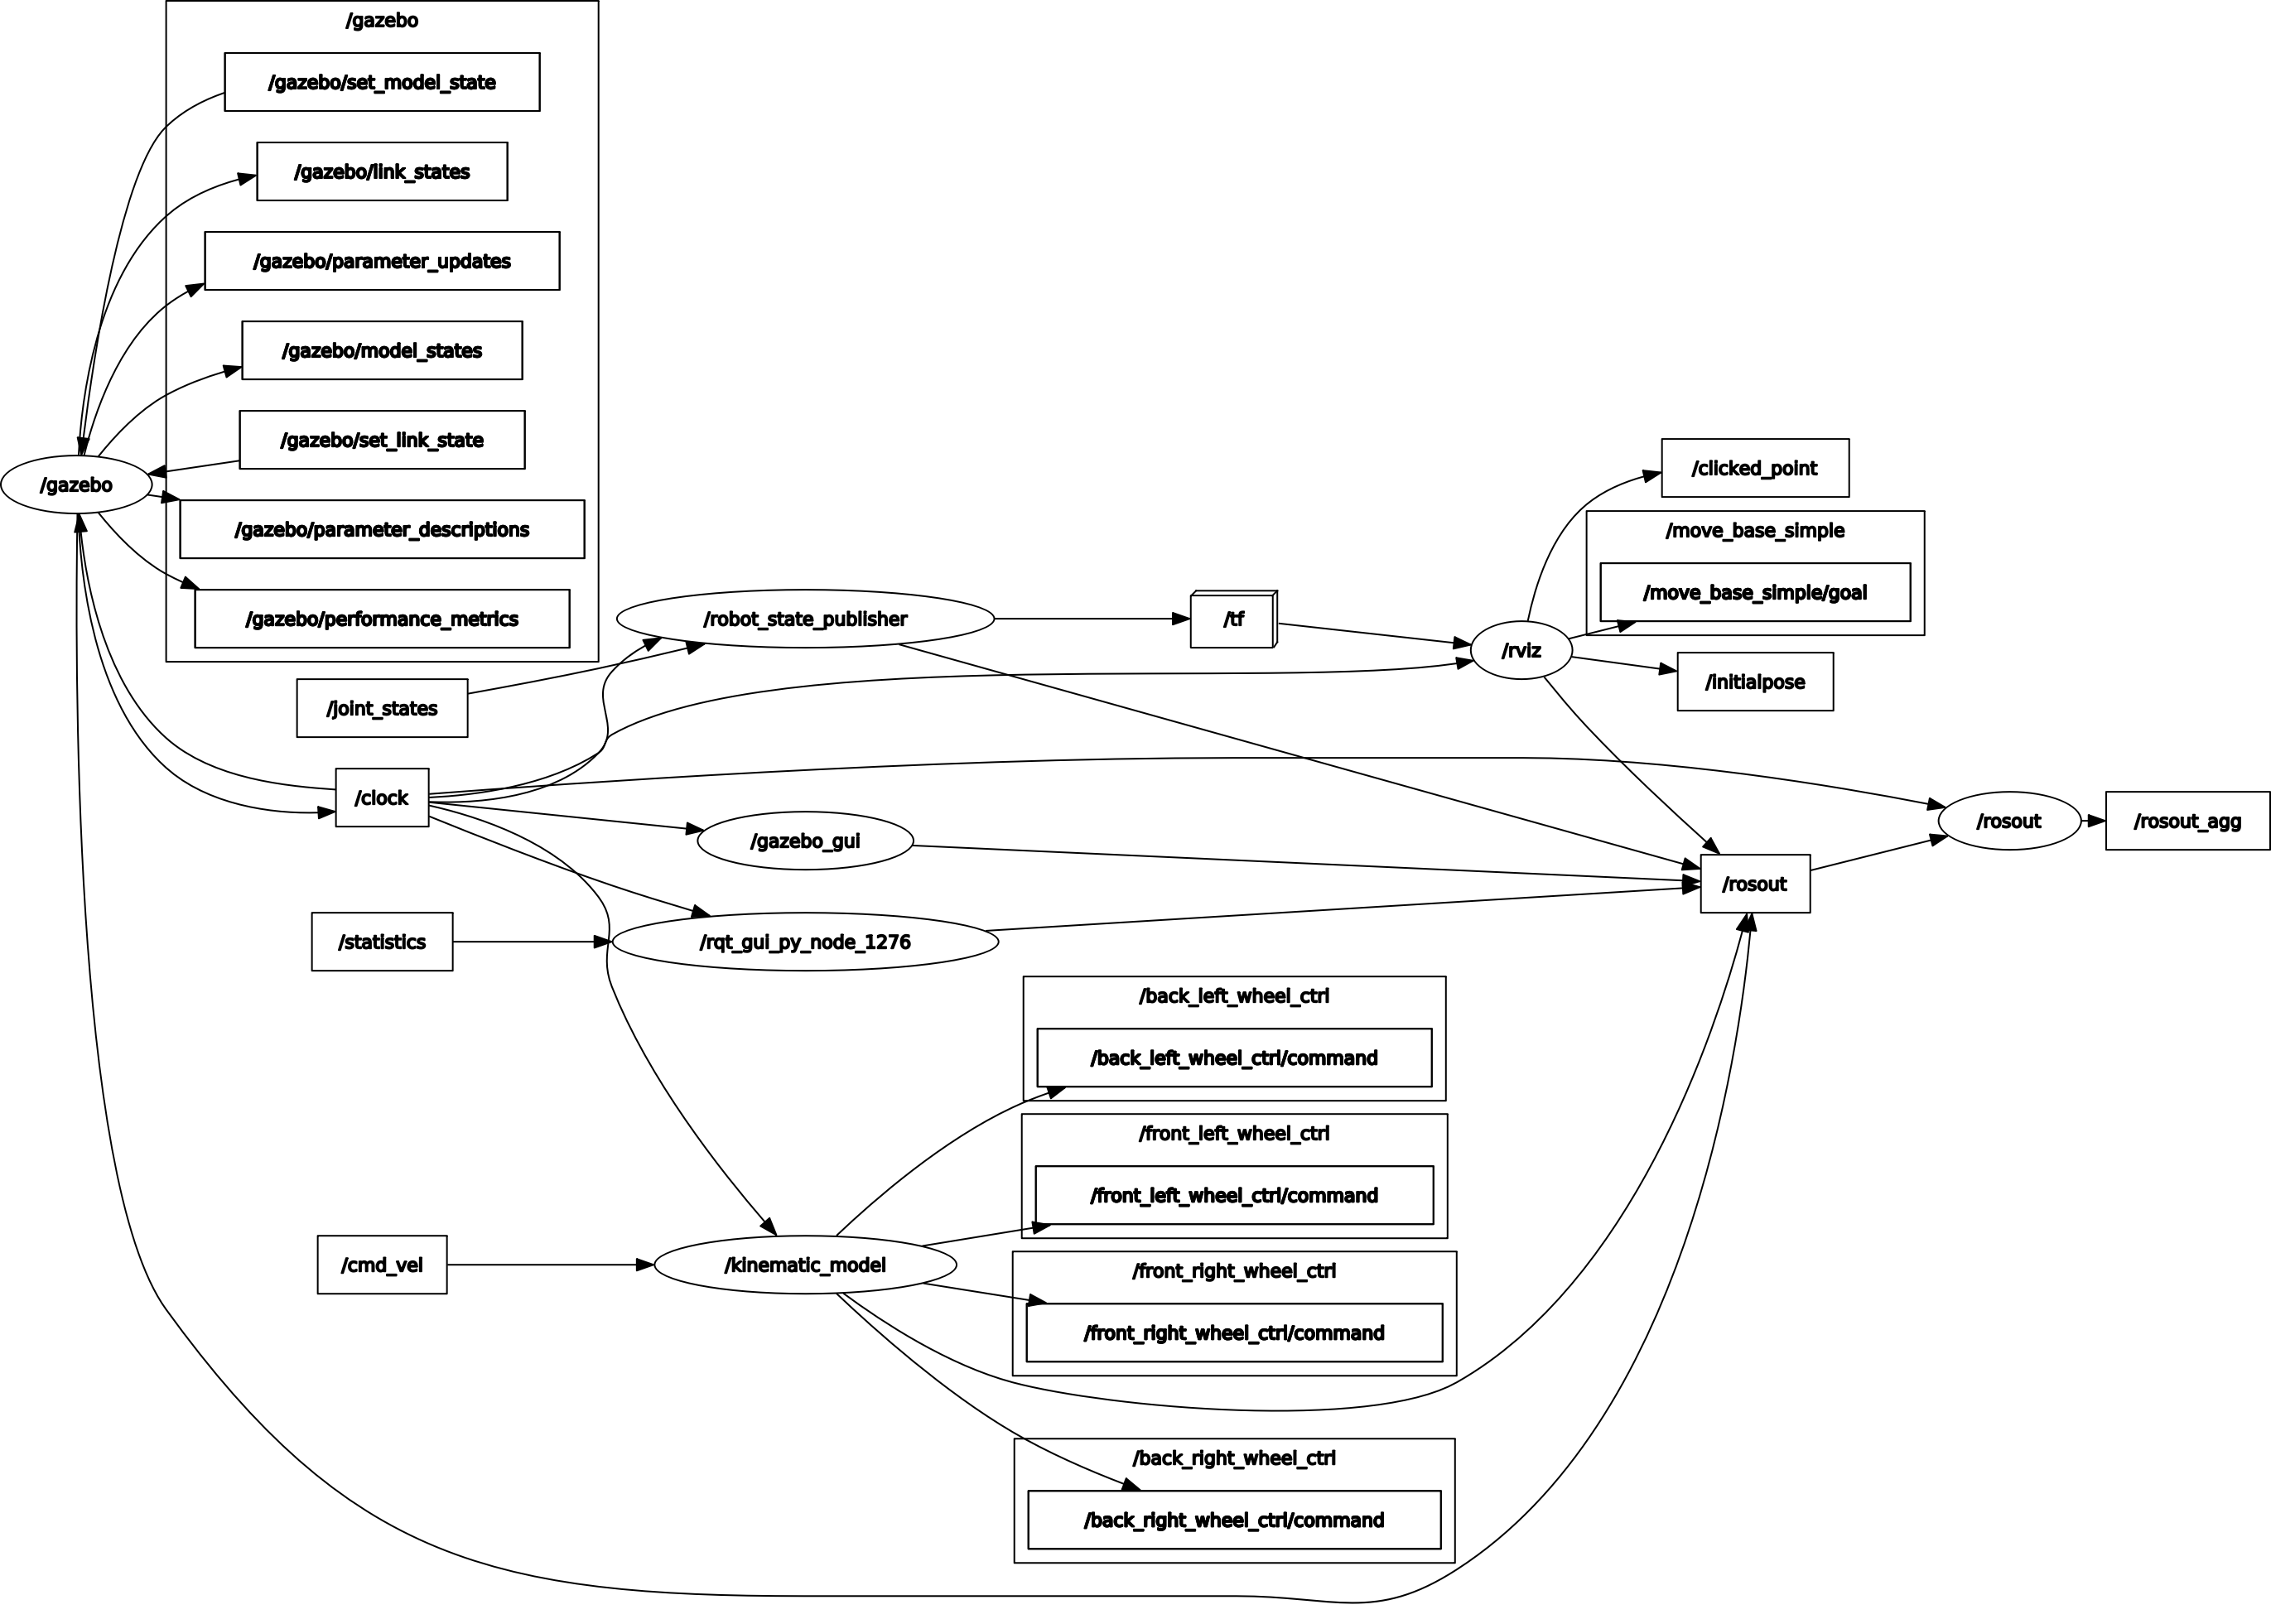 /gazebo
/gazebo/set_model_state
/gazebo/link_states
/gazebo/parameter_updates
/gazebo/model_states
/gazebo/set_link_state
/gazebo
/gazebo/parameter_descriptions
/gazebo/performance_metrics
/joint_states
/clock
/statistics
/cmd_vel
/robot_state_publisher
/gazebo_gui
/rqt_gui_py_node_1276
/kinematic_model
/tf
/back_left_wheel_ctrl
/back_left_wheel_ctrl/command
/front_left_wheel_ctrl
/front_left_wheel_ctrl/command
/front_right_wheel_ctrl
/front_right_wheel_ctrl/command
/back_right_wheel_ctrl
/back_right_wheel_ctrl/command
/rviz
/clicked_point
/move_base_simple
/move_base_simple/goal
/initialpose
/rosout
/rosout
/rosout_agg